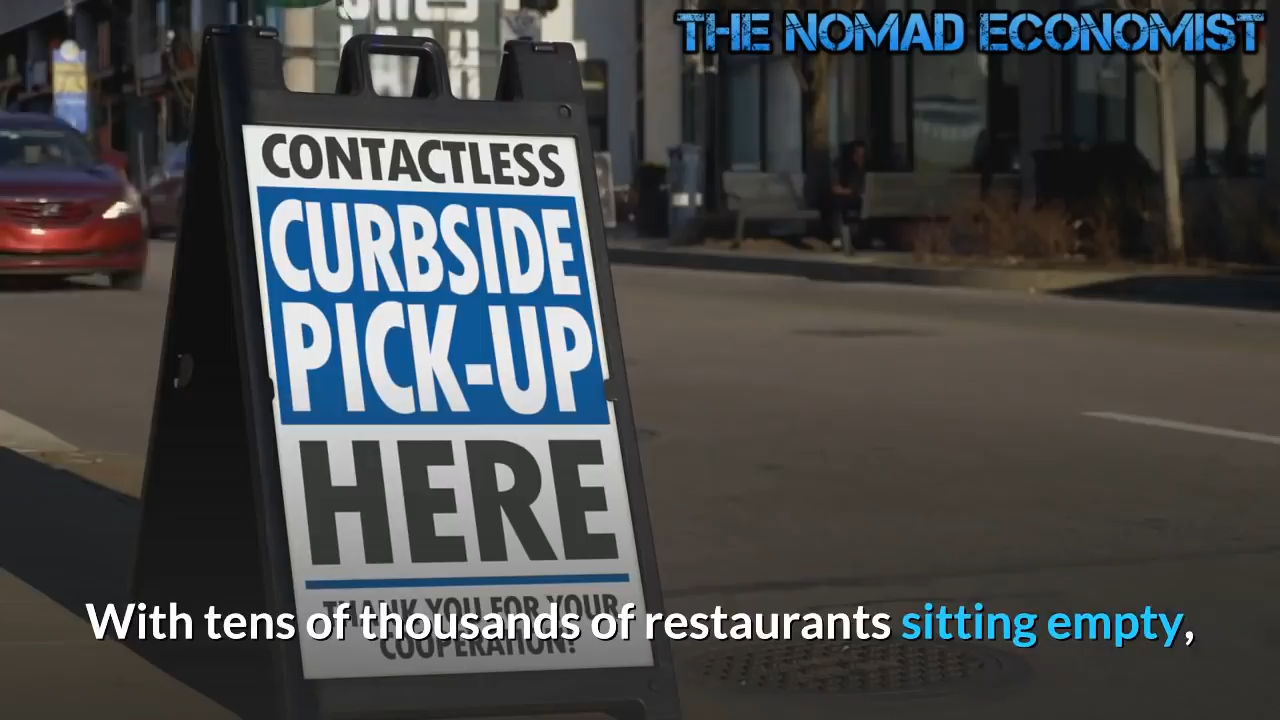 THE NOMAD ECONOMIST
CONTACTLESS
CURBSIDE
PICK-UP
HERE
THANK YOU FOR YOUR
COOPERATION!
With tens of thousands of restaurants sitting empty,